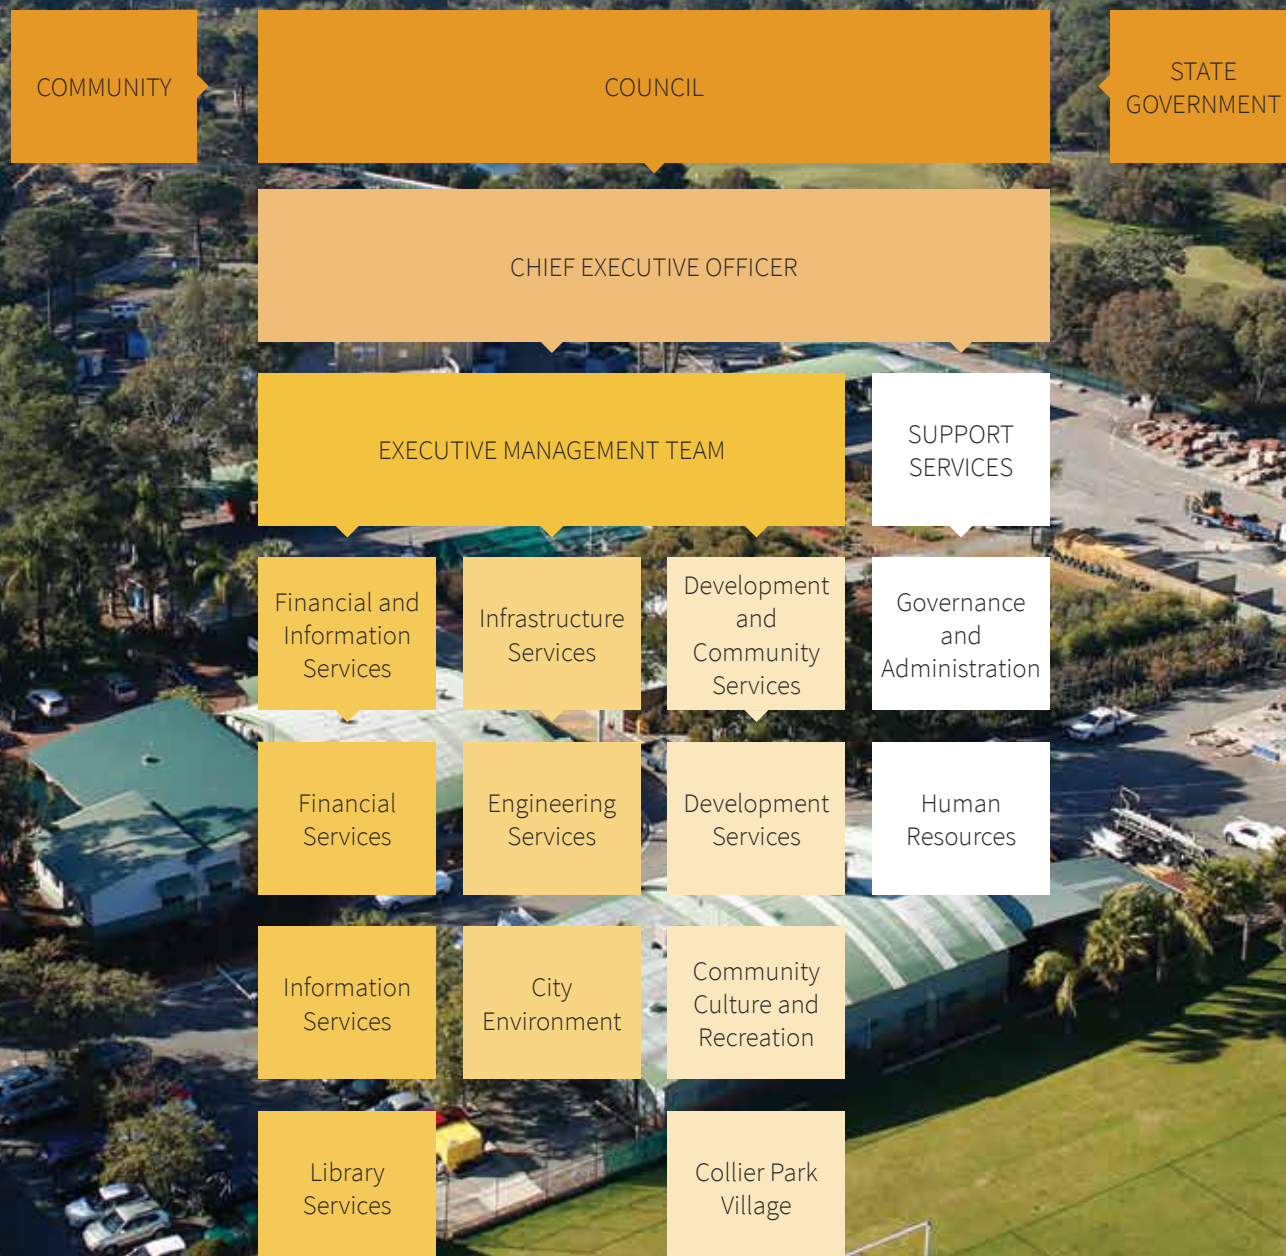 COMMUNITY
COUNCIL
STATE
GOVERNMENT
CHIEF EXECUTIVE OFFICER
EXECUTIVE MANAGEMENT TEAM
SUPPORT
SERVICES
Financial and
Information
Services
Infrastructure
Services
Development
and
Community
Services
Governance
and
Administration
Financial
Services
Engineering
Services
Development
Services
Human
Resources
Information
Services
City
Environment
Community
Culture and
Recreation
Library
Services
Collier Park
Village